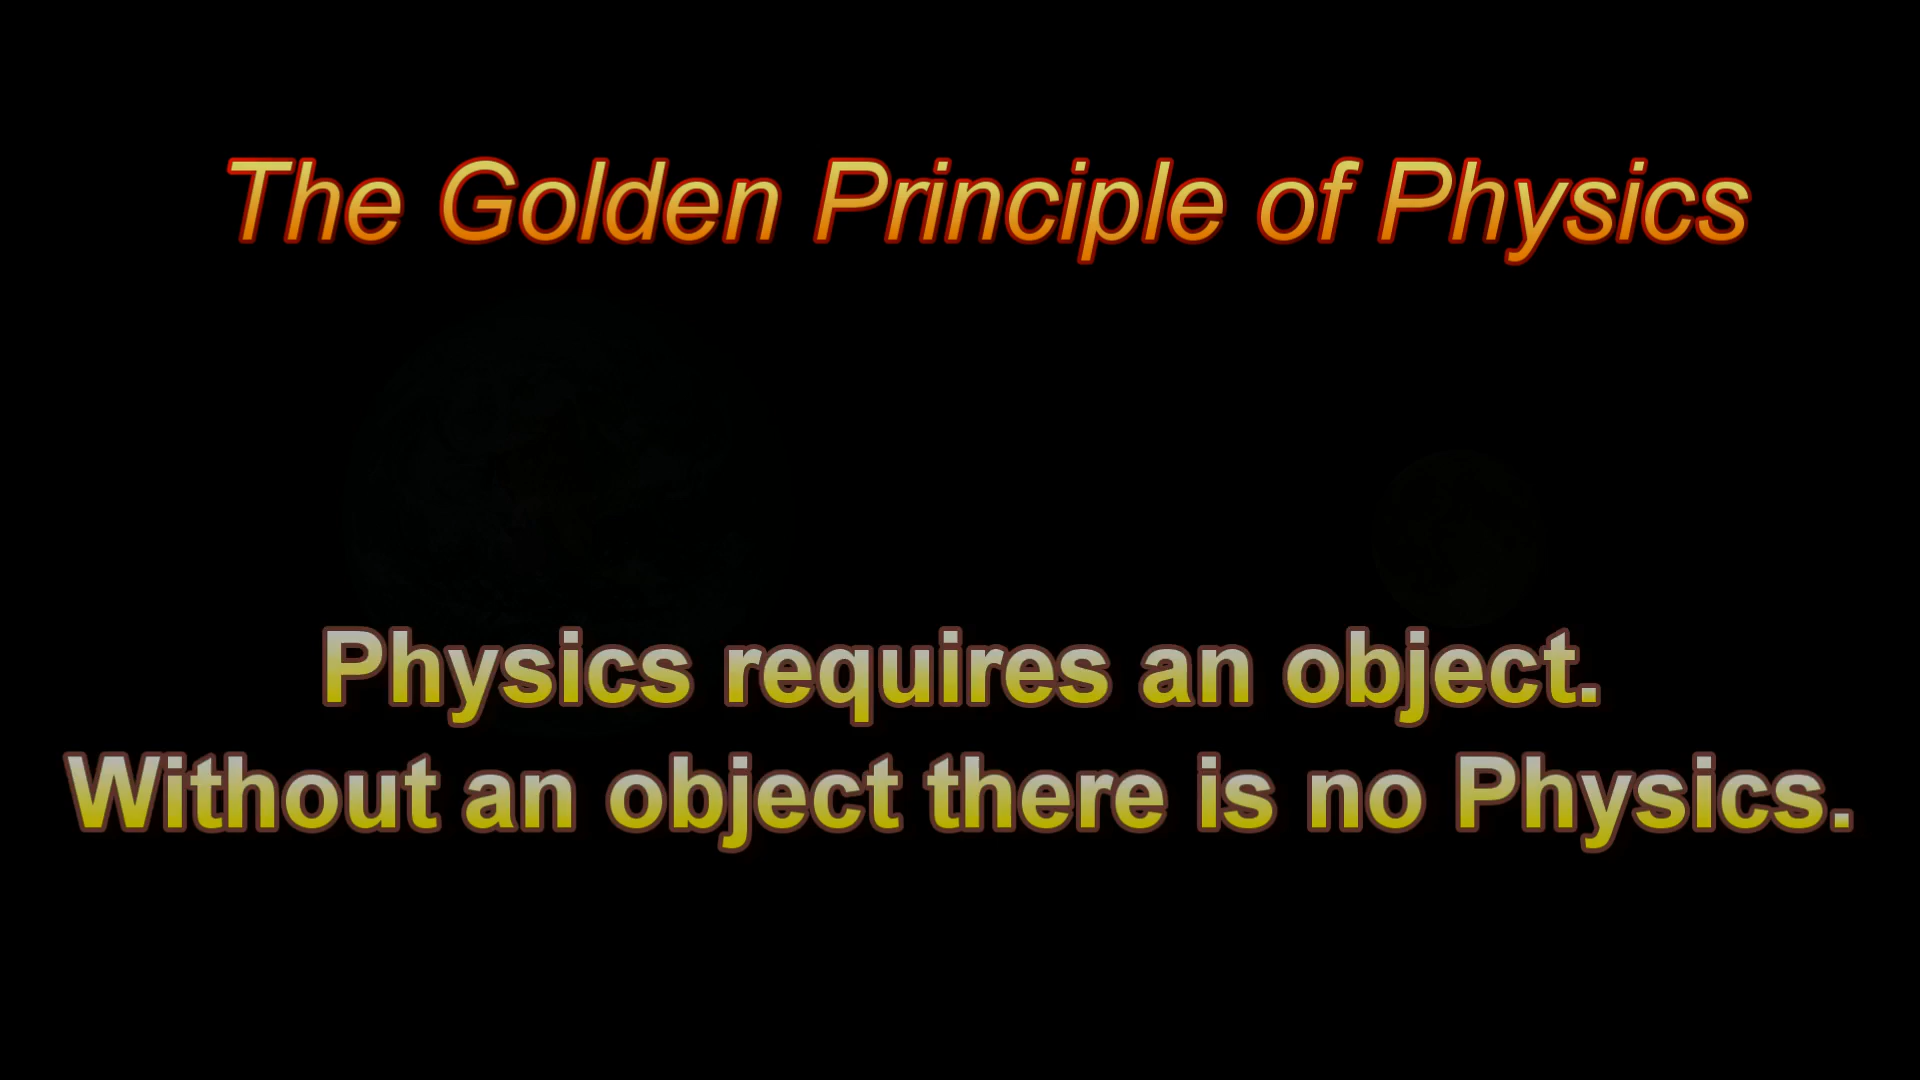 The Golden Principle of Physics
Physics requires an object.
Without an object there is no Physics.